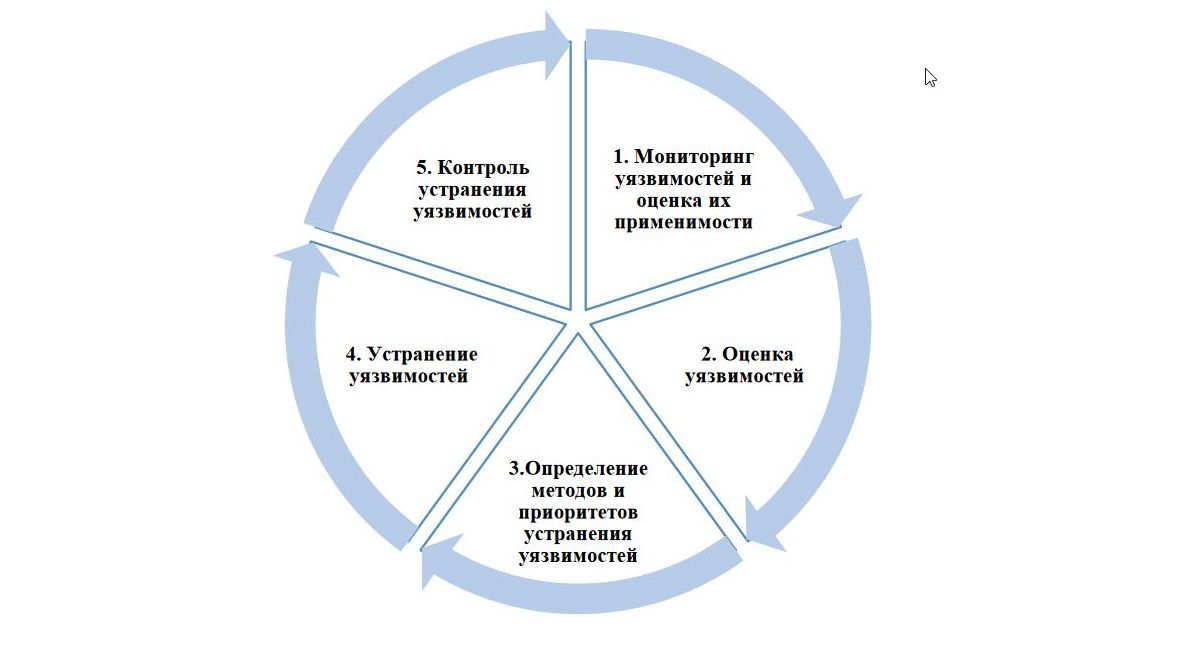 1. Мониторинг
уязвимостей и
оценка их
применимости
2. Оценка
уязвимостей
3.Определение
методов и
приоритетов
устранения
уязвимостей
4. Устранение
уязвимостей
5. Контроль
устранения
уязвимостей